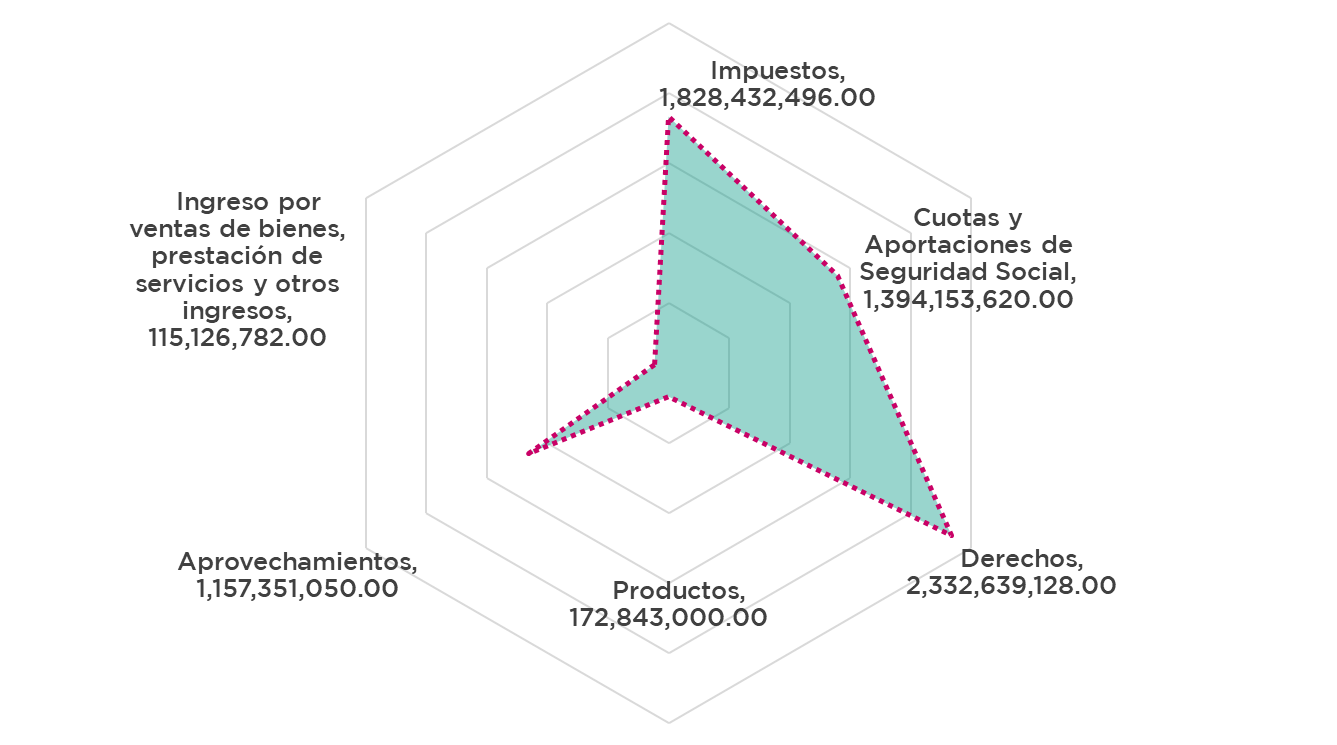 Impuestos,
1,828,432,496.00
Cuotas y
Aportaciones de
Seguridad Social,
1,394,153,620.00
Derechos,
2,332,639,128.00
Productos,
172,843,000.00
Aprovechamientos,
1,157,351,050.00
Ingreso por
ventas de bienes,
prestación de
servicios y otros
ingresos,
115,126,782.00